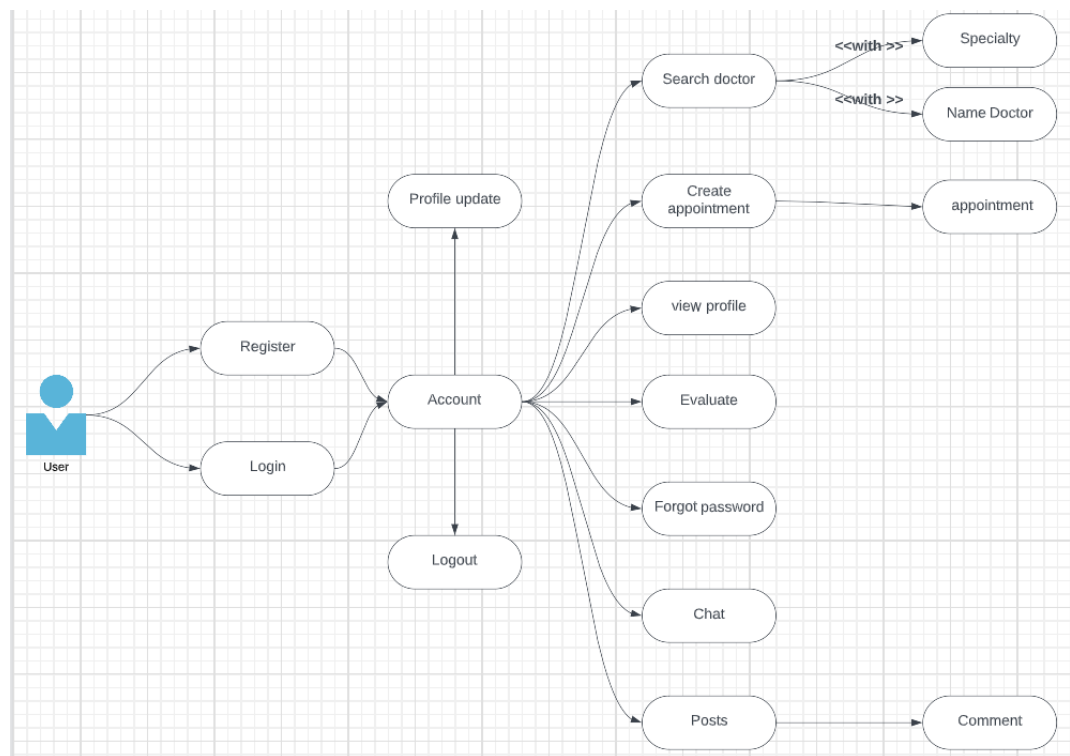 <<with >>
Specialty
Search doctor
<<with >>
Name Doctor
Profile update
Create
appointment
appointment
view profile
Register
Account
Evaluate
User
Login
Forgot password
Logout
Chat
Posts
Comment